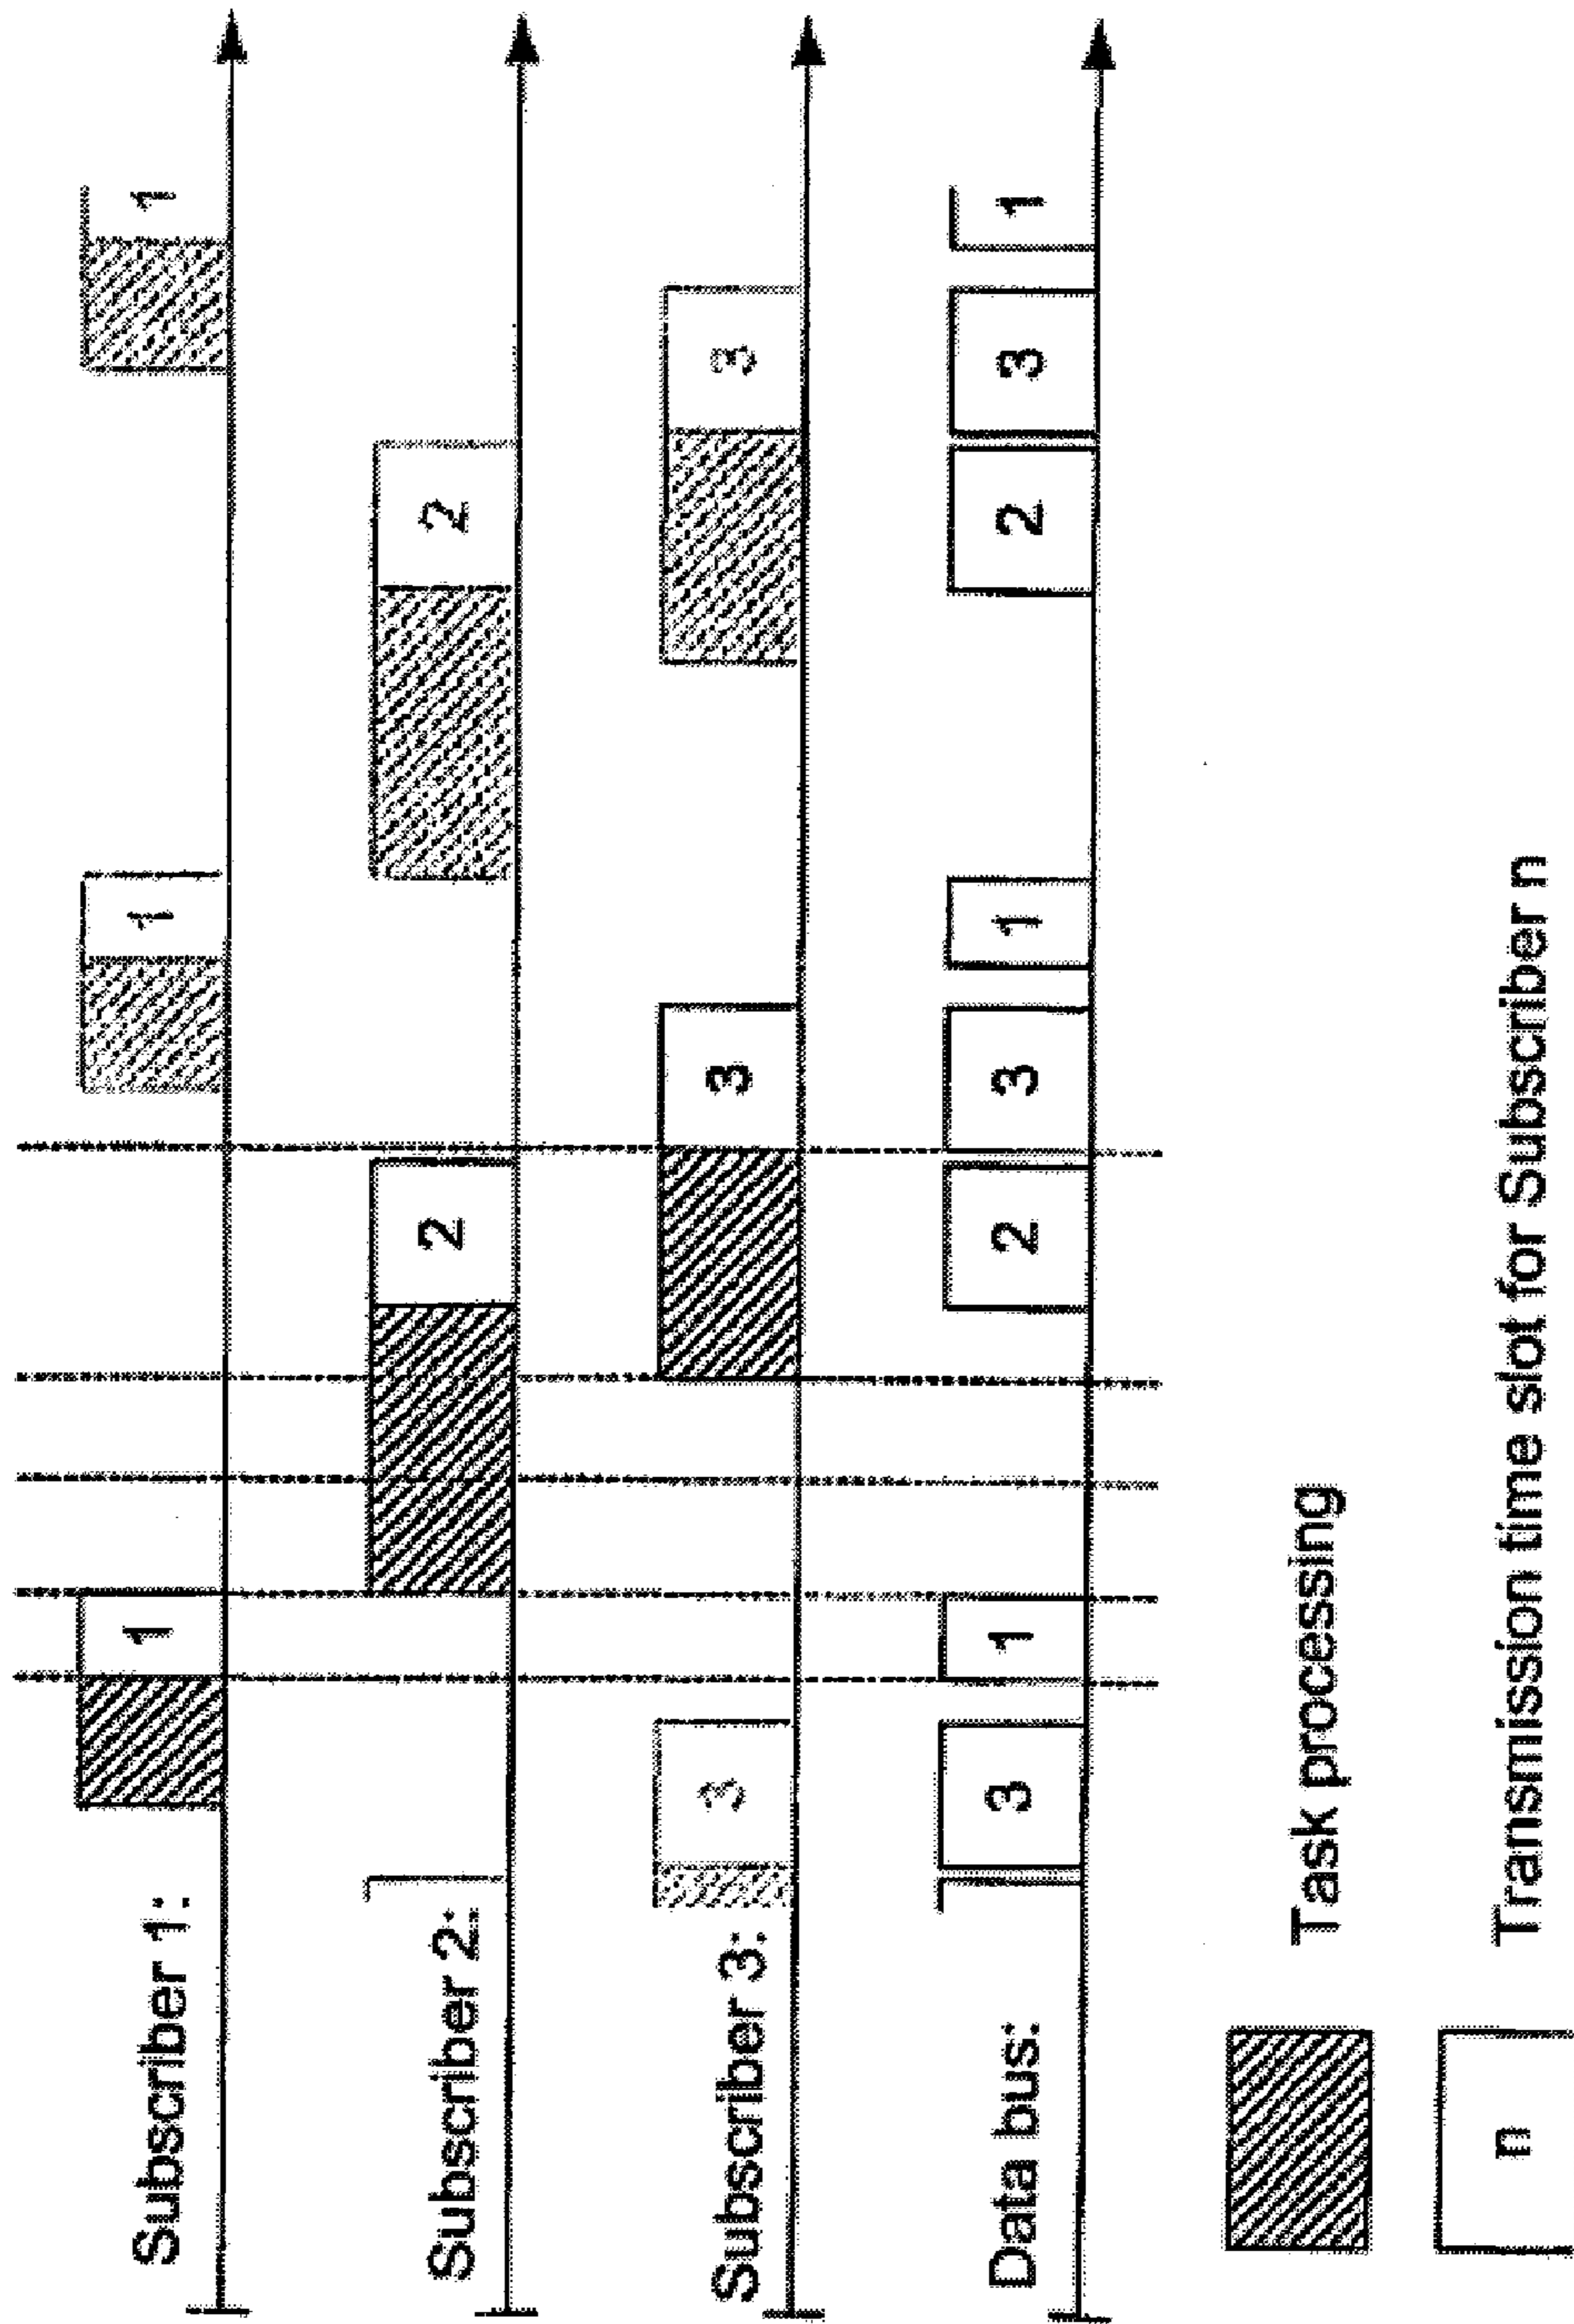 Subscriber 1:
1
1
1
Subscriber 2:
2
2
Subscriber 3:
3
3
3
Data bus:
3
1
2
3
1
2
3
1
Task processing
n
Transmission time slot for Subscriber n